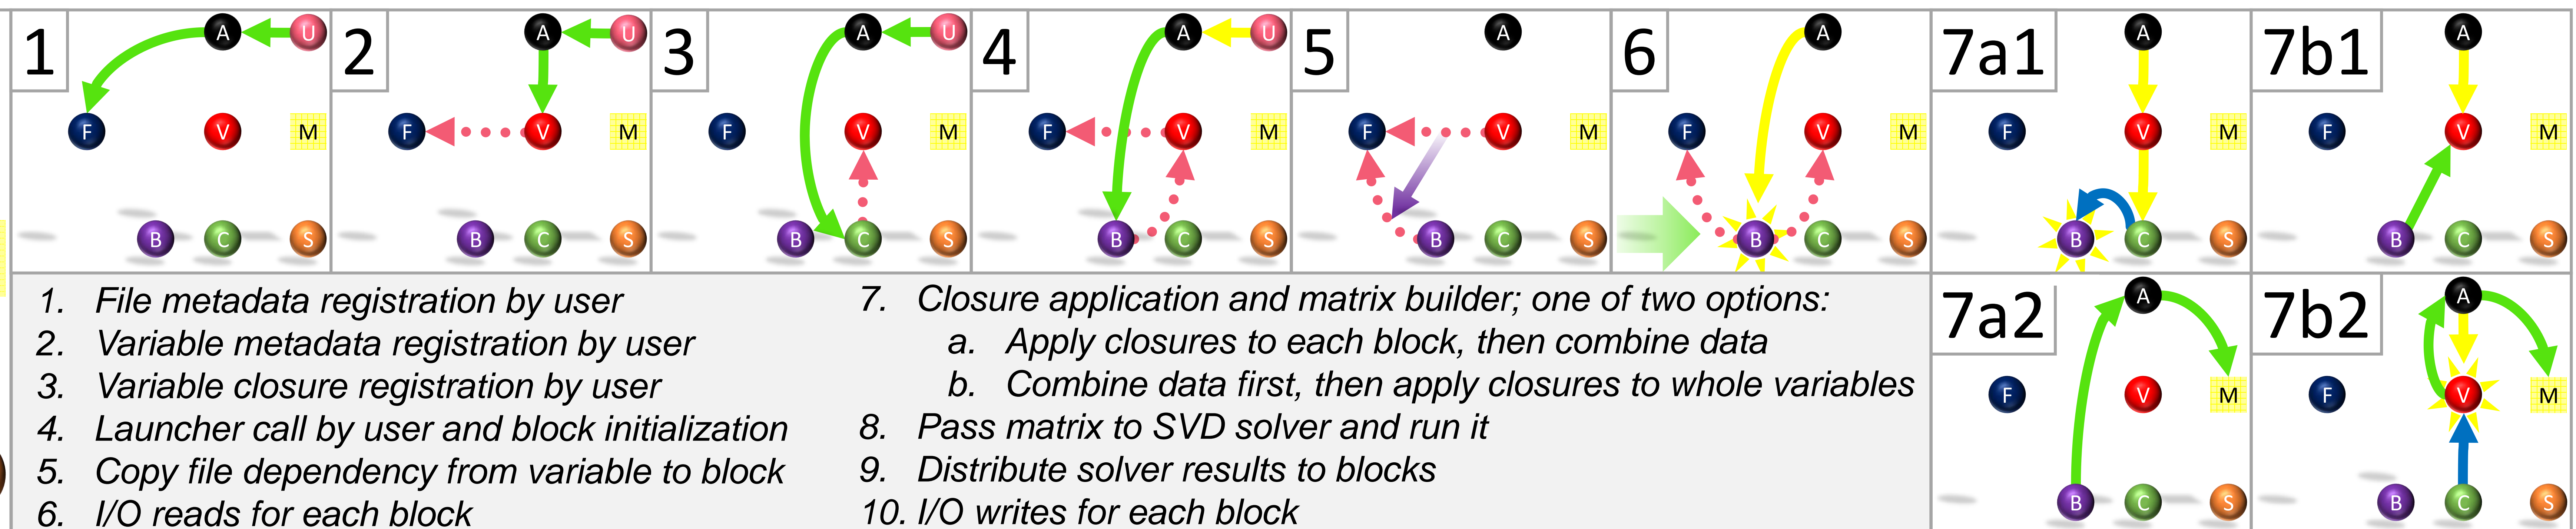 1
A
U
F
V
M
B
C
S
2
A
U
F
V
M
B
C
S
3
A
U
F
V
M
B
C
S
4
A
U
F
V
M
B
C
S
5
A
F
V
M
B
C
S
6
A
F
V
M
B
C
S
7a1
A
F
V
M
B
C
S
7b1
A
F
V
M
B
C
S
1. File metadata registration by user
2. Variable metadata registration by user
3. Variable closure registration by user
4. Launcher call by user and block initialization
5. Copy file dependency from variable to block
6. I/O reads for each block
7. Closure application and matrix builder; one of two options:
a. Apply closures to each block, then combine data
b. Combine data first, then apply closures to whole variables
8. Pass matrix to SVD solver and run it
9. Distribute solver results to blocks
10. I/O writes for each block
7a2
A
F
V
M
B
C
S
7b2
A
F
V
M
B
C
S